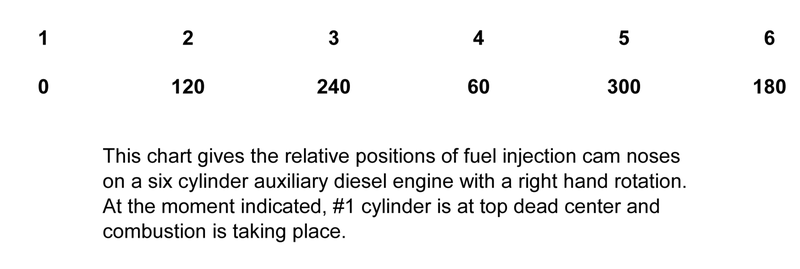 1 2 3 4 5 6
0 120 240 60 300 180
This chart gives the relative positions of fuel injection cam noses
on a six cylinder auxiliary diesel engine with a right hand rotation.
At the moment indicated, #1 cylinder is at top dead center and
combustion is taking place.